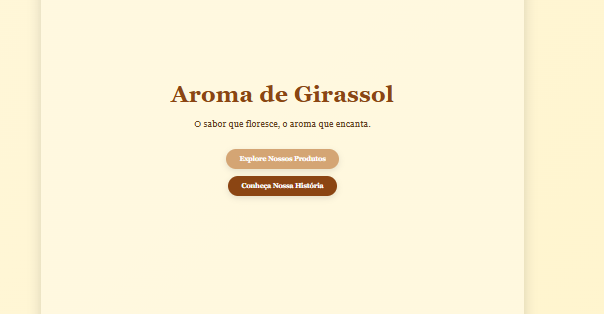 Aroma de Girassol
O sabor que floresce, o aroma que encanta.
Explore Nossos Produtos
Conheça Nossa História